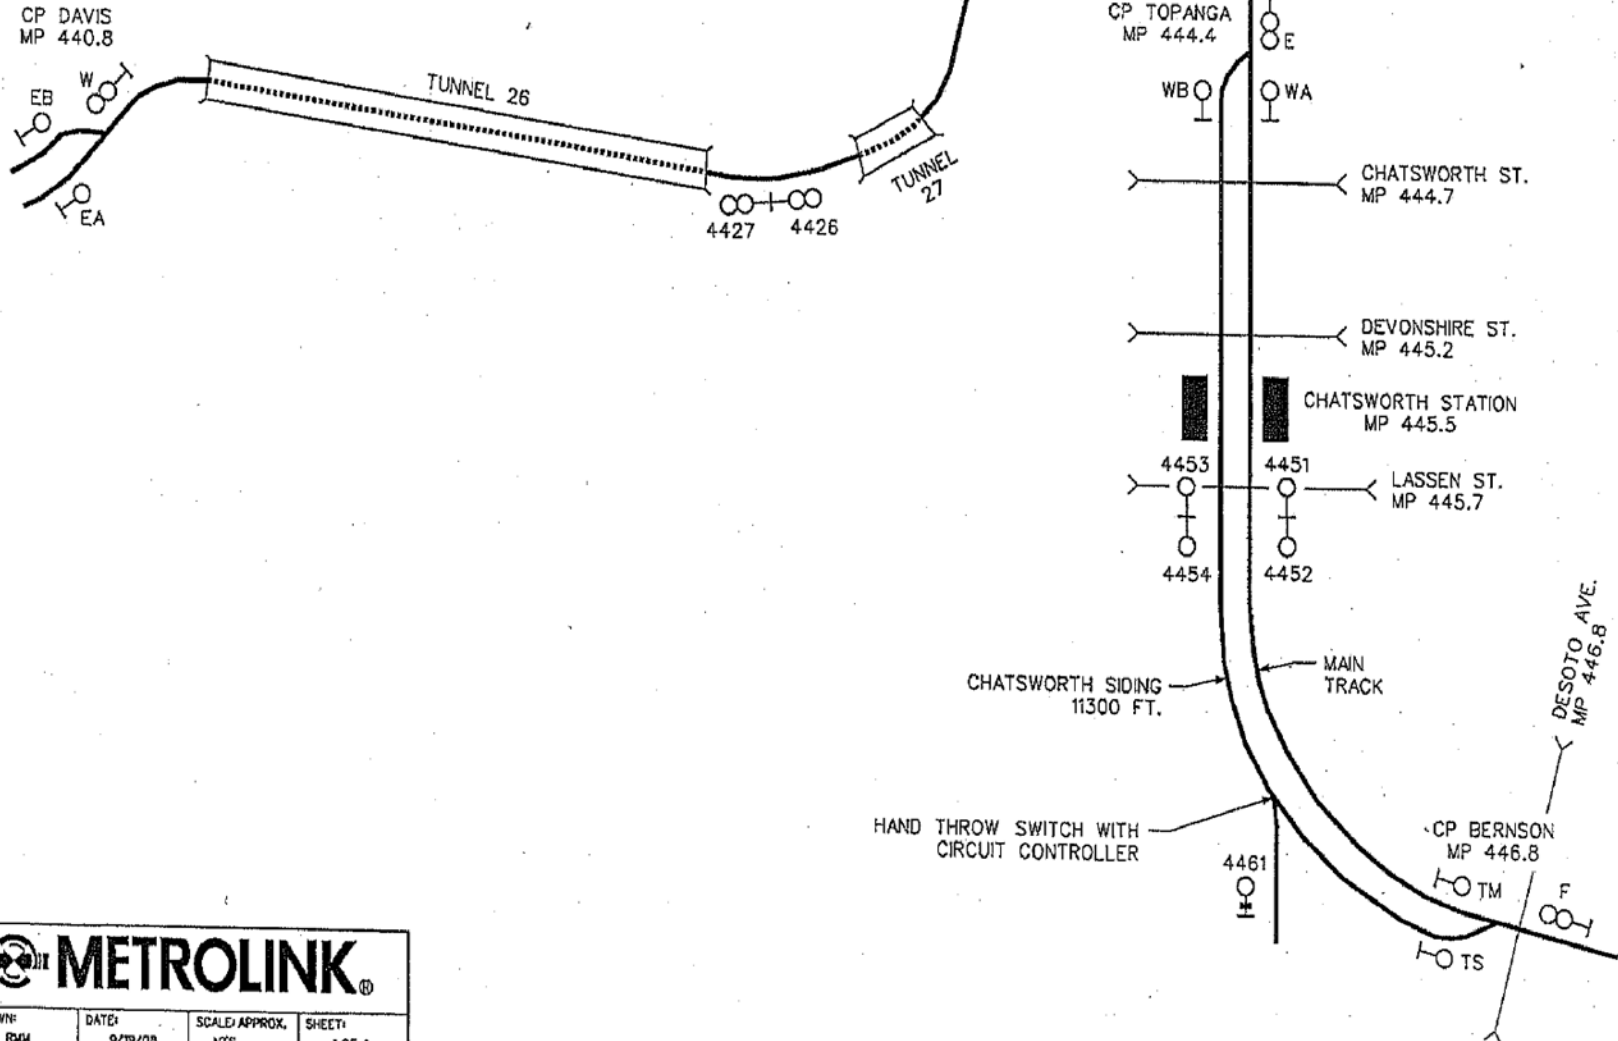 CP DAVIS
MP 440.8
W
EB
EA
TUNNEL 26
4427
4426
TUNNEL
27
CP TOPANGA
MP 444.4
E
WB
WA
CHATSWORTH ST.
MP 444.7
DEVONSHIRE ST.
MP 445.2
CHATSWORTH STATION
MP 445.5
4453
4451
LASSEN ST.
MP 445.7
4454
4452
CHATSWORTH SIDING
11300 FT.
MAIN
TRACK
DESOTO AVE.
MP 446.8
HAND THROW SWITCH WITH
CIRCUIT CONTROLLER
4461
CP BERNSON
MP 446.8
TM
F
TS
METROLINK®
DATE:
SCALE: APPROX.
SHEET: